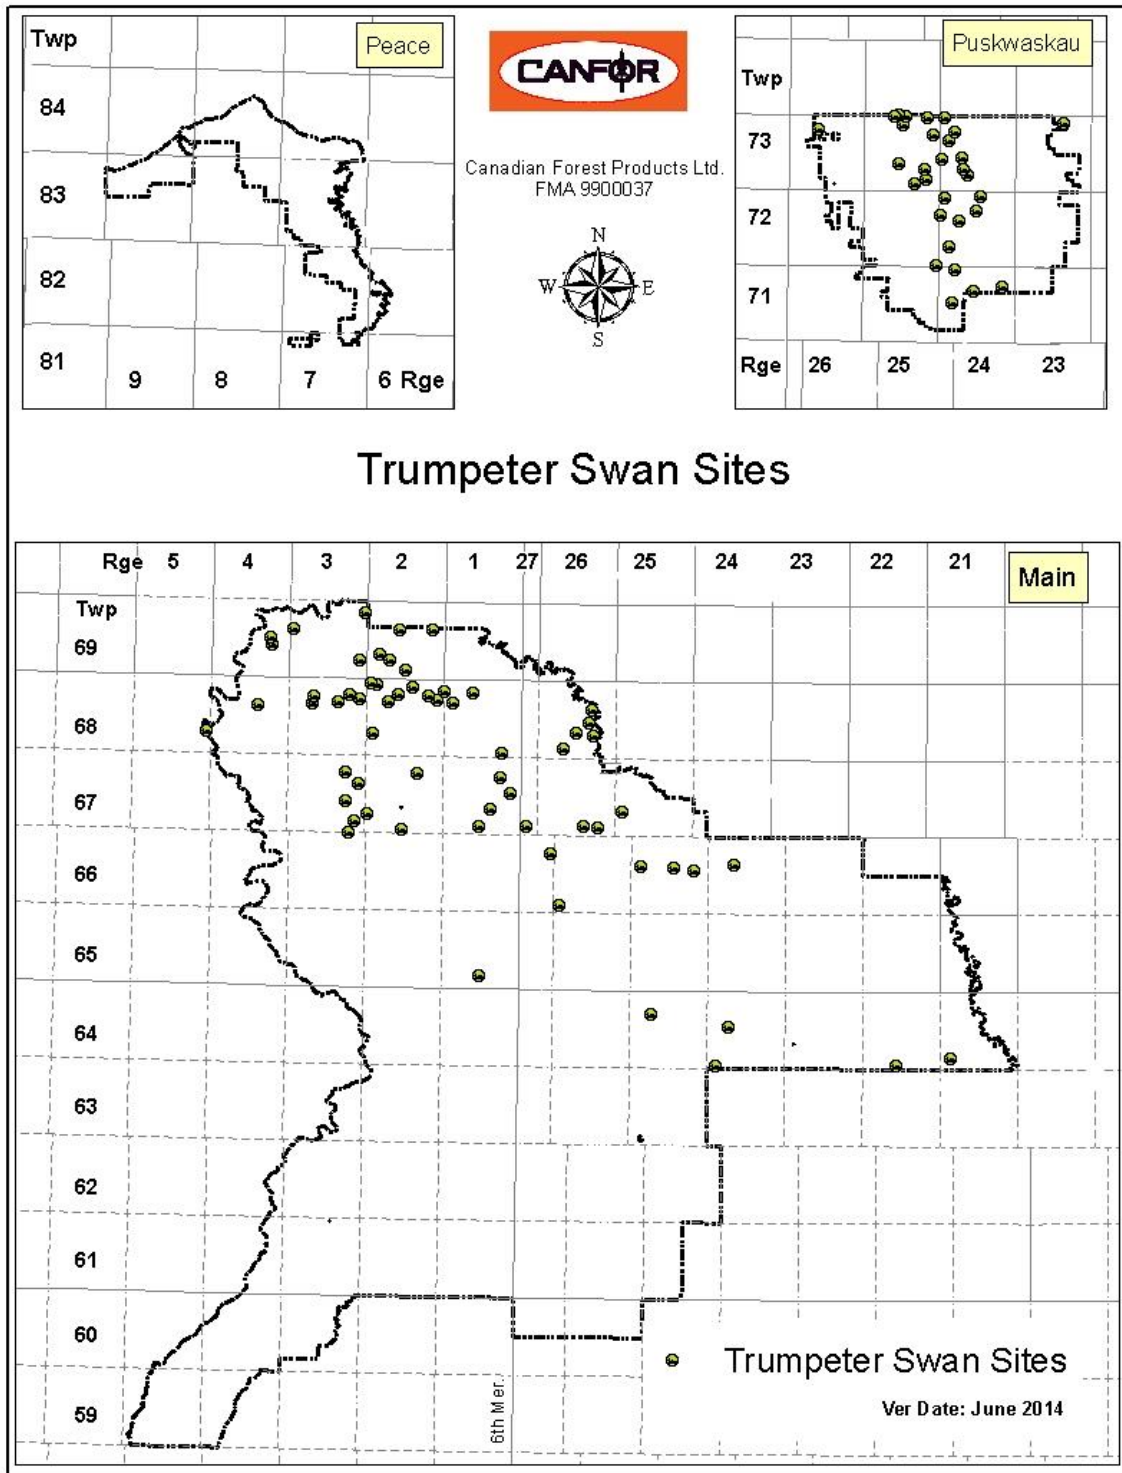 Twp
Peace
84
83
82
81
9 8 7 6 Rge
CANFOR
Canadian Forest Products Ltd.
FMA 9900037
N
W E
S
Puskwaskau
Twp
73
72
71
Rge 26 25 24 23
Trumpeter Swan Sites
Rge 5 4 3 2 1 27 26 25 24 23 22 21
Main
Twp
69
68
67
66
65
64
63
62
61
60
59
6th Mer.
Trumpeter Swan Sites
Ver Date: June 2014